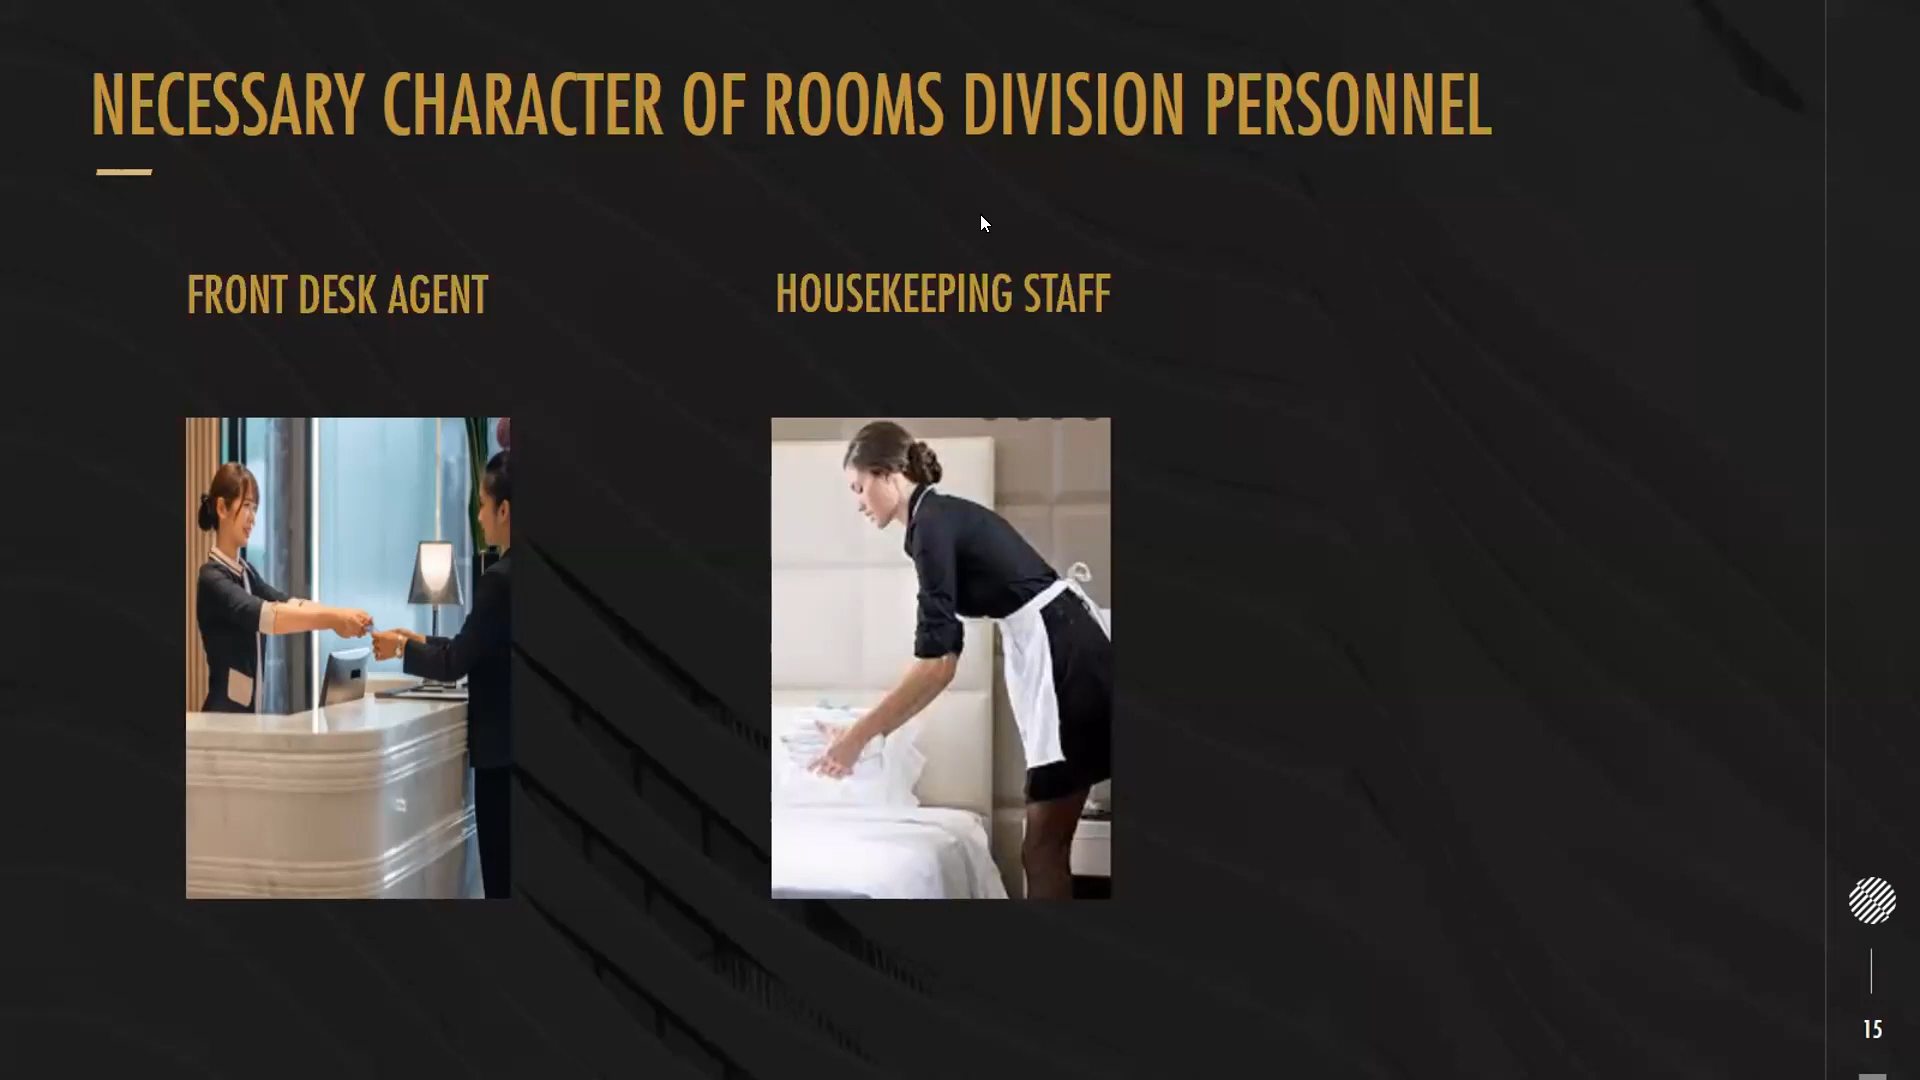 NECESSARY CHARACTER OF ROOMS DIVISION PERSONNEL
FRONT DESK AGENT
HOUSEKEEPING STAFF
15